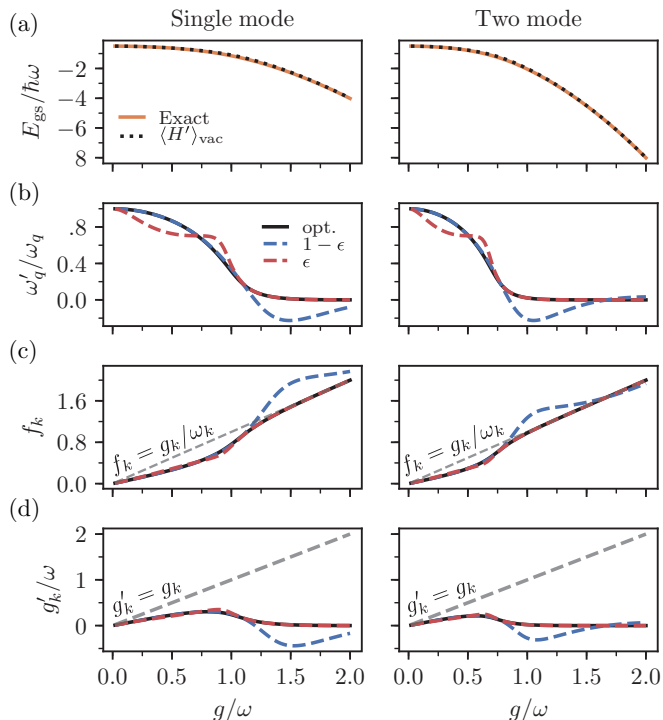 Single mode
Two mode
(a)
E_gs/ħω
−2
−4
−6
8
Exact
⟨H′⟩_vac
(b)
ω′_q/ω_q
.8
0.4
0.0
opt.
1 − ϵ
ϵ
(c)
f_k
1.6
0.8
0.0
f_k = g_k/ω_k
f_k = g_k/ω_k
(d)
g′_k/ω
2
1
0
g′_k = g_k
g′_k = g_k
0.0 0.5 1.0 1.5 2.0
0.0 0.5 1.0 1.5 2.0
g/ω
g/ω